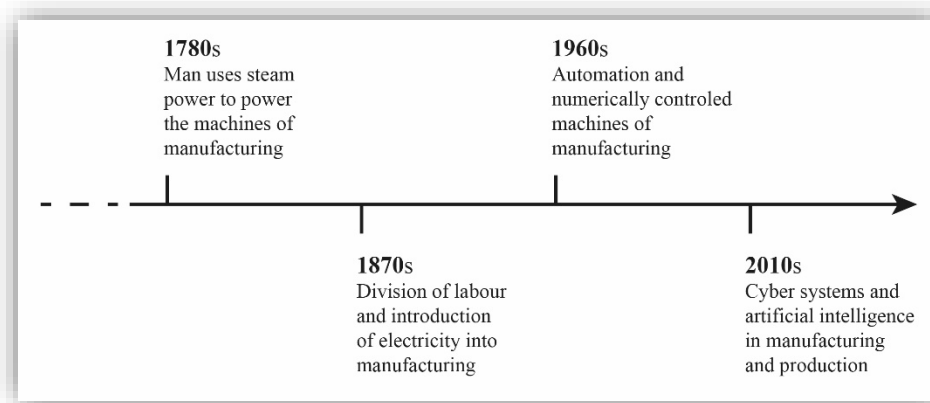 1780s
Man uses steam
power to power
the machines of
manufacturing
1960s
Automation and
numerically controled
machines of
manufacturing
1870s
Division of labour
and introduction
of electricity into
manufacturing
2010s
Cyber systems and
artificial intelligence
in manufacturing
and production